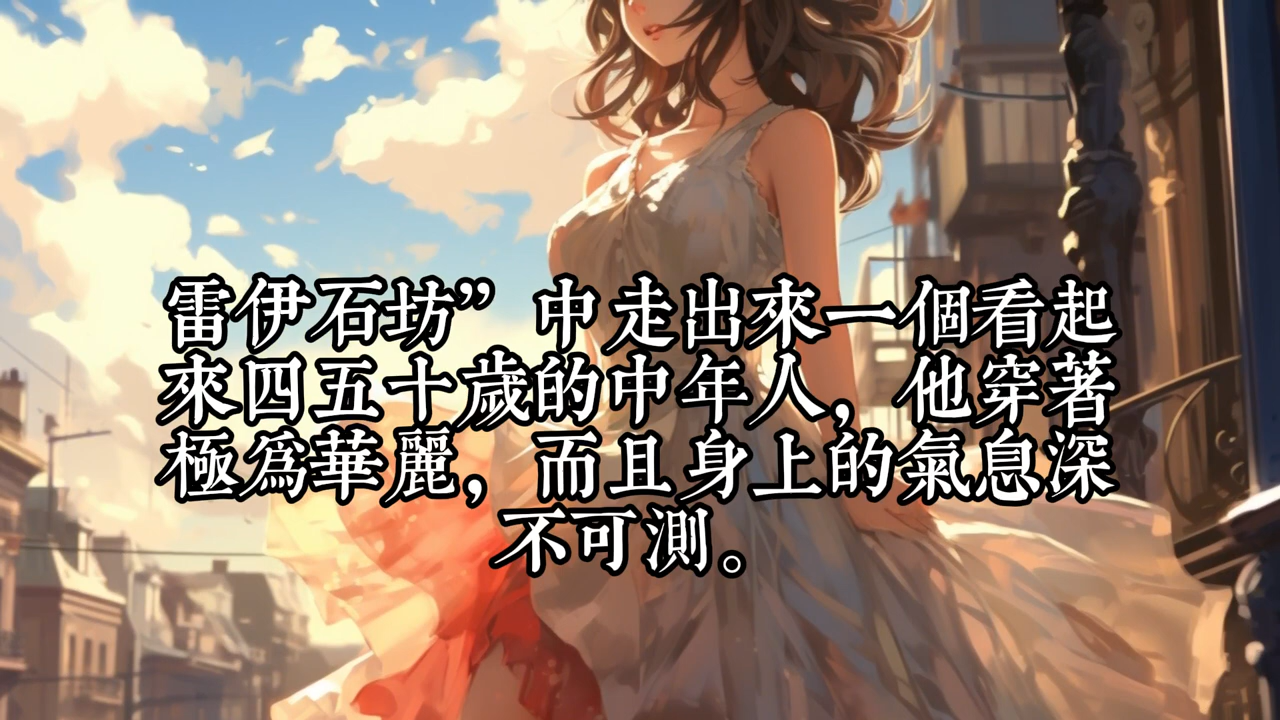 雷伊石坊”中走出來一個看起
來四五十歲的中年人，他穿著
極爲華麗，而且身上的氣息深
不可測。